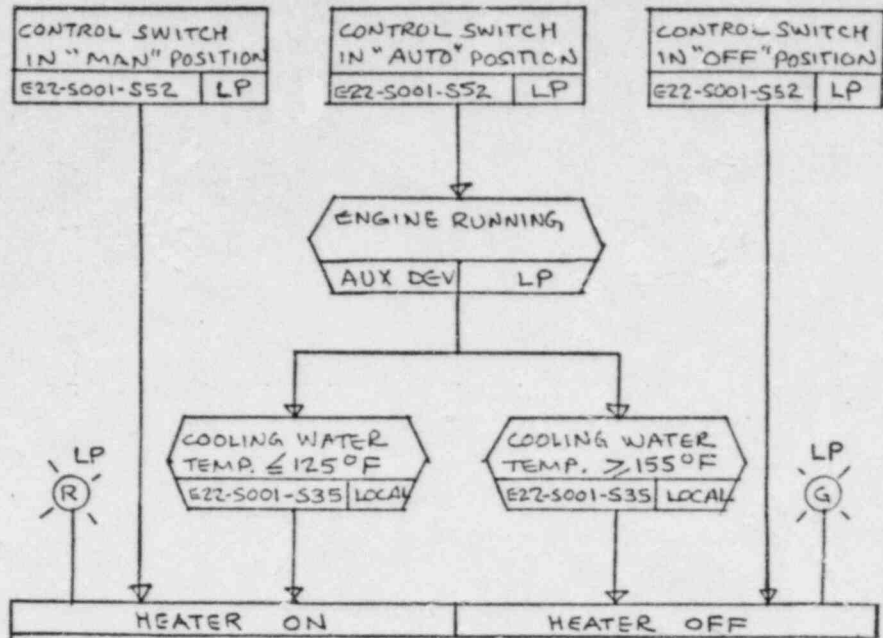 CONTROL SWITCH
IN "MAN" POSITION
E22-S001-S52 LP
CONTROL SWITCH
IN "AUTO" POSITION
E22-S001-S52 LP
CONTROL SWITCH
IN "OFF" POSITION
E22-S001-S52 LP
ENGINE RUNNING
AUX DEV LP
COOLING WATER
TEMP. ≤ 125°F
E22-S001-S35 LOCAL
COOLING WATER
TEMP. ≥ 155°F
E22-S001-S35 LOCAL
LP
R
LP
G
HEATER ON
HEATER OFF